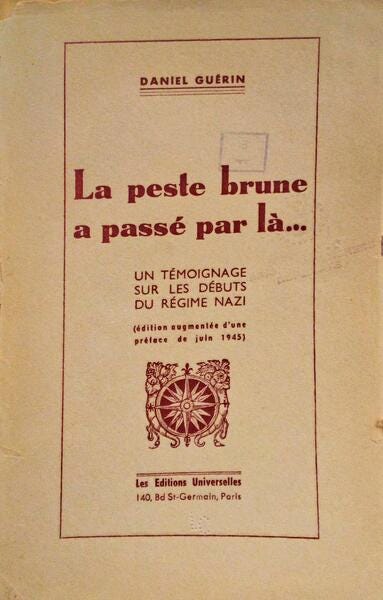 DANIEL GUÉRIN
La peste brune
a passé par là...
UN TÉMOIGNAGE
SUR LES DÉBUTS
DU RÉGIME NAZI
(édition augmentée d'une
préface de juin 1945)
Les Editions Universelles
140, Bd St-Germain, Paris